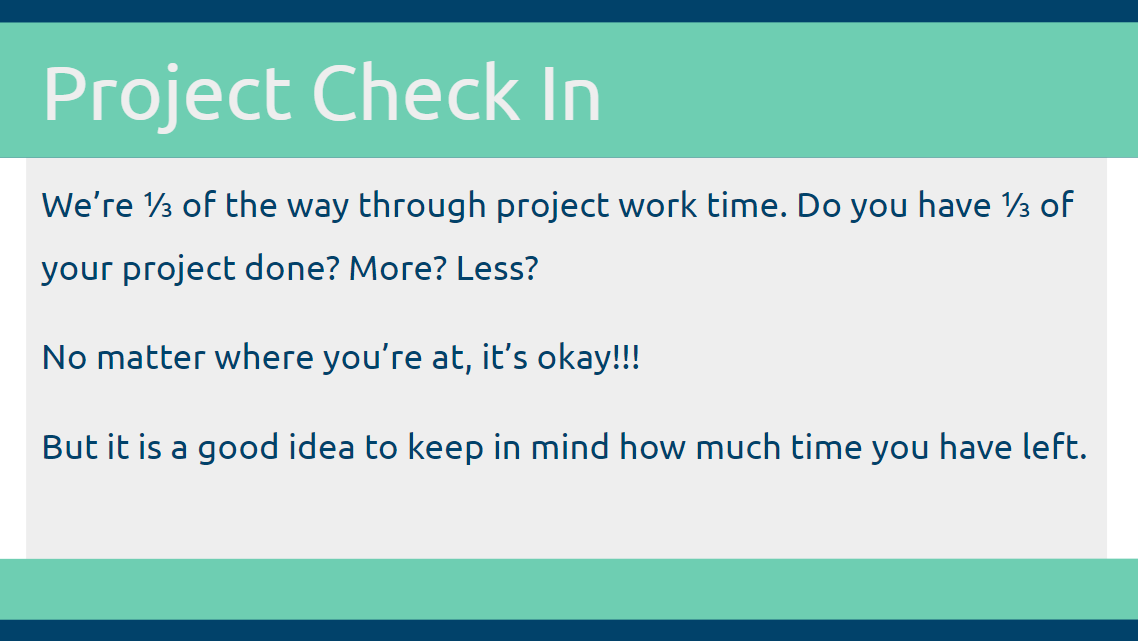 Project Check In
We’re ⅓ of the way through project work time. Do you have ⅓ of
your project done? More? Less?
No matter where you’re at, it’s okay!!!
But it is a good idea to keep in mind how much time you have left.